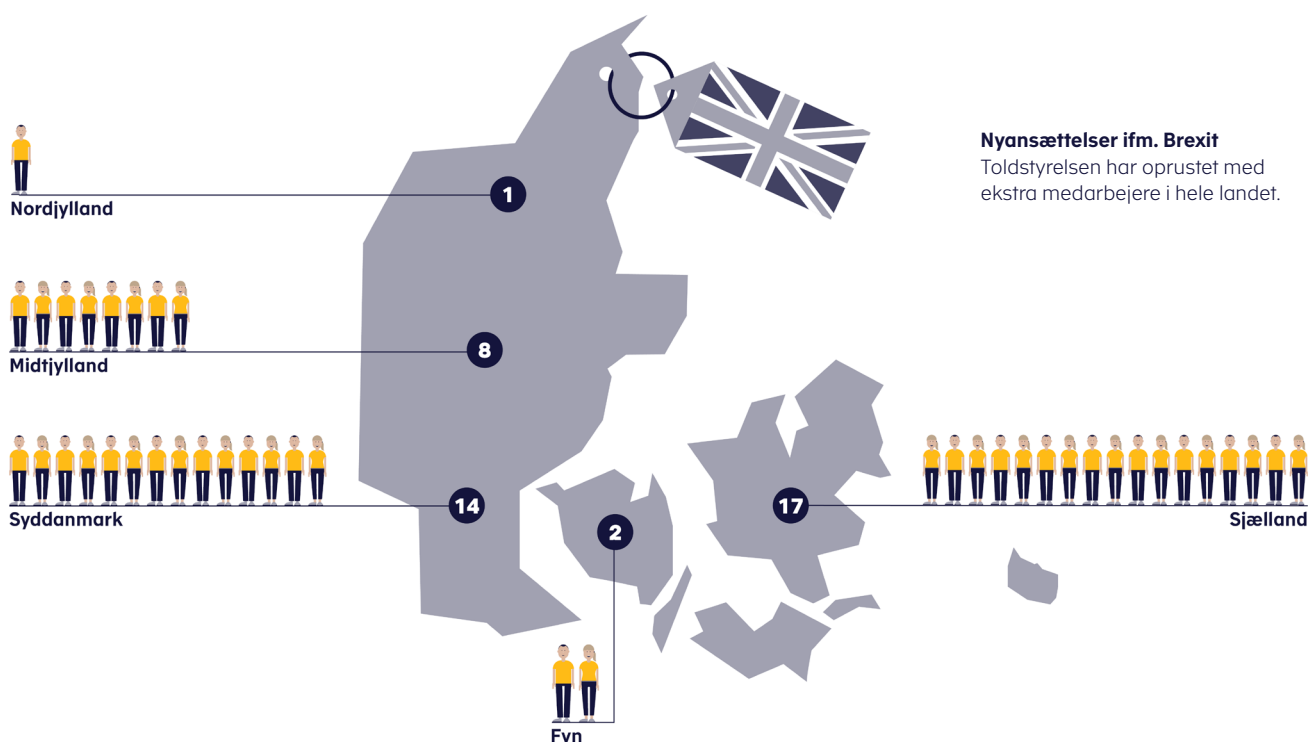 Nyansættelser ifm. Brexit
Toldstyrelsen har oprustet med
ekstra medarbejere i hele landet.
1
Nordjylland
8
Midtjylland
14
Syddanmark
17
Sjælland
2
Fyn